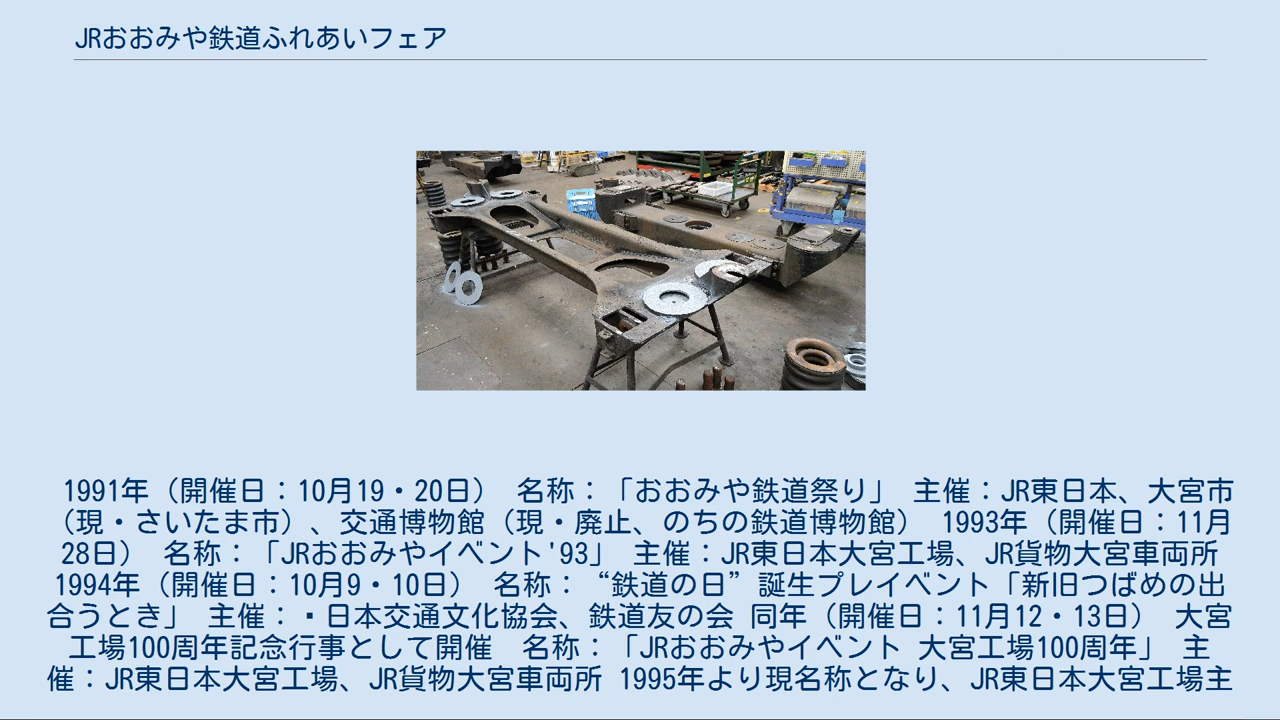 JRおおみや鉄道ふれあいフェア
1991年（開催日：10月19・20日） 名称：「おおみや鉄道祭り」 主催：JR東日本、大宮市
（現・さいたま市）、交通博物館（現・廃止、のちの鉄道博物館） 1993年（開催日：11月
28日） 名称：「JRおおみやイベント'93」 主催：JR東日本大宮工場、JR貨物大宮車両所
1994年（開催日：10月9・10日） 名称：“鉄道の日”誕生プレイベント「新旧つばめの出
合うとき」 主催：・日本交通文化協会、鉄道友の会 同年（開催日：11月12・13日） 大宮
工場100周年記念行事として開催 名称：「JRおおみやイベント 大宮工場100周年」 主
催：JR東日本大宮工場、JR貨物大宮車両所 1995年より現名称となり、JR東日本大宮工場主